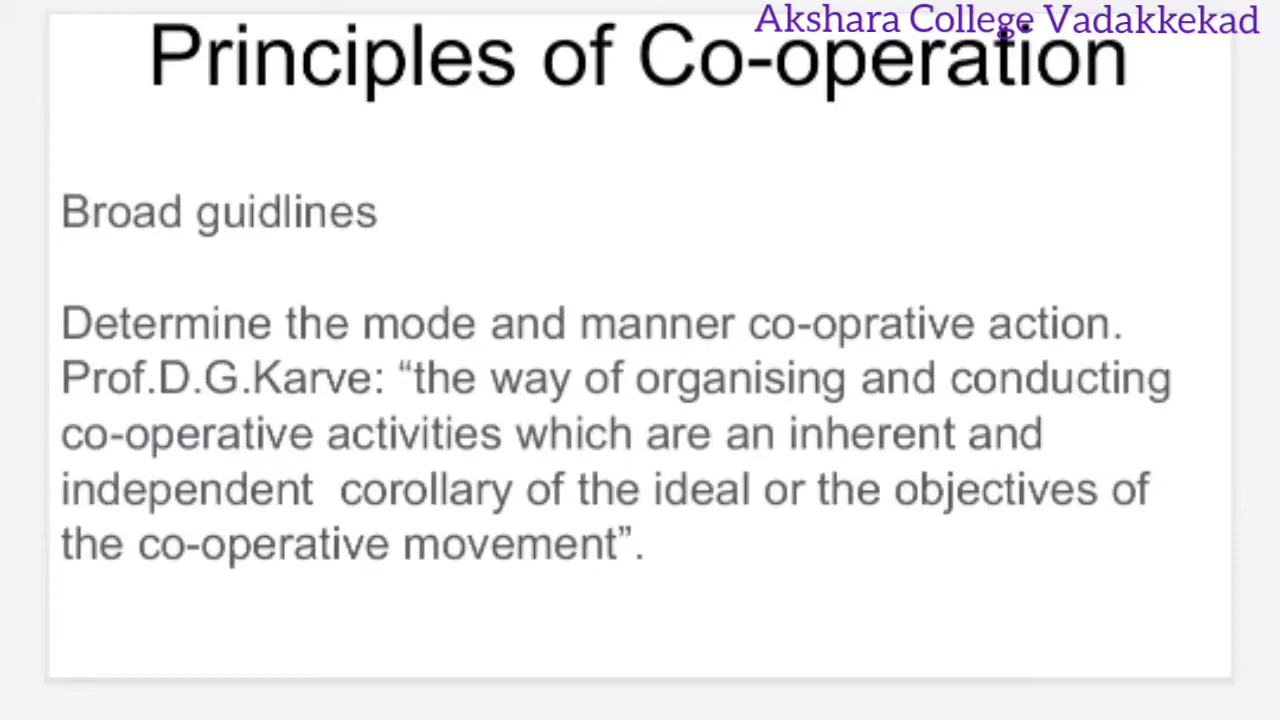 Akshara College Vadakkekad
Principles of Co-operation
Broad guidlines
Determine the mode and manner co-oprative action.
Prof.D.G.Karve: “the way of organising and conducting
co-operative activities which are an inherent and
independent  corollary of the ideal or the objectives of
the co-operative movement”.